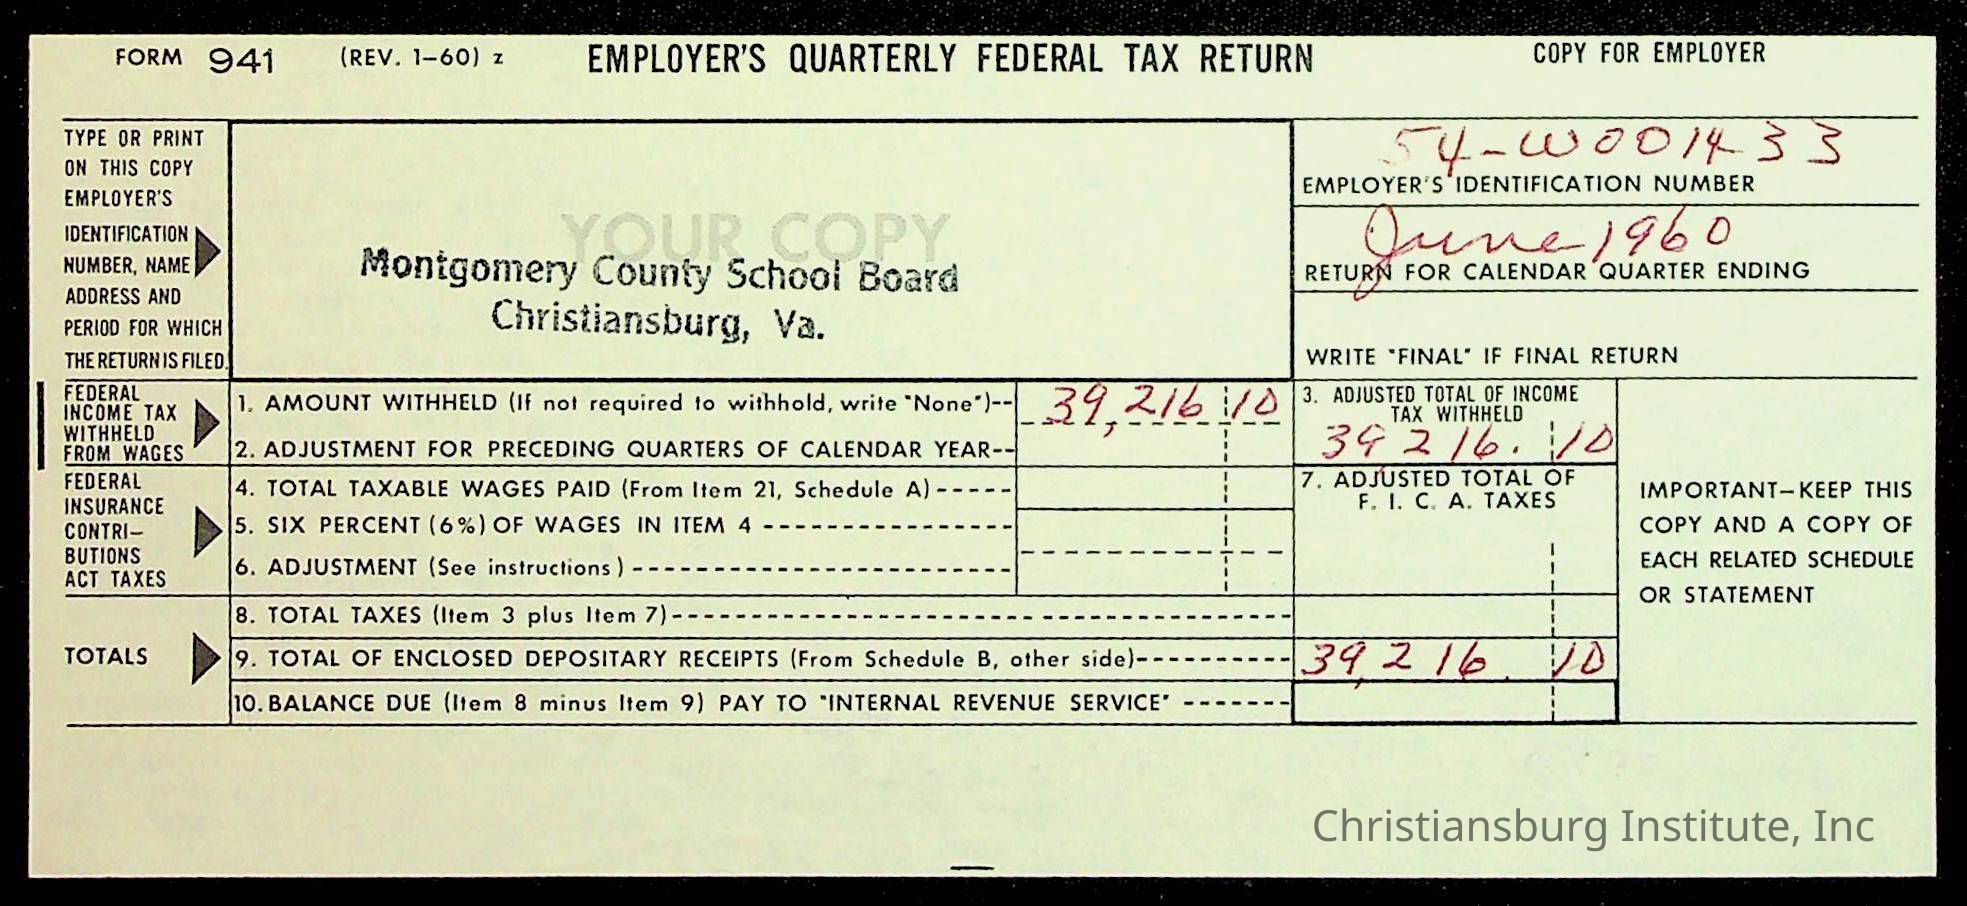 FORM 941 (REV. 1-60) z EMPLOYER'S QUARTERLY FEDERAL TAX RETURN COPY FOR EMPLOYER
TYPE OR PRINT
ON THIS COPY
EMPLOYER'S
IDENTIFICATION
NUMBER, NAME
ADDRESS AND
PERIOD FOR WHICH
THE RETURN IS FILED.
YOUR COPY
Montgomery County School Board
Christiansburg, Va.
54-W001433
EMPLOYER'S IDENTIFICATION NUMBER
June 1960
RETURN FOR CALENDAR QUARTER ENDING
WRITE "FINAL" IF FINAL RETURN
FEDERAL
INCOME TAX
WITHHELD
FROM WAGES
1. AMOUNT WITHHELD (If not required to withhold, write "None")-- 39,216 10
2. ADJUSTMENT FOR PRECEDING QUARTERS OF CALENDAR YEAR--
3. ADJUSTED TOTAL OF INCOME
TAX WITHHELD
39 216. 10
FEDERAL
INSURANCE
CONTRI-
BUTIONS
ACT TAXES
4. TOTAL TAXABLE WAGES PAID (From Item 21, Schedule A) -----
5. SIX PERCENT (6%) OF WAGES IN ITEM 4 ----------------
6. ADJUSTMENT (See instructions) ------------------------
7. ADJUSTED TOTAL OF
F. I. C. A. TAXES
IMPORTANT-KEEP THIS
COPY AND A COPY OF
EACH RELATED SCHEDULE
OR STATEMENT
TOTALS
8. TOTAL TAXES (Item 3 plus Item 7)----------------------------------------
9. TOTAL OF ENCLOSED DEPOSITARY RECEIPTS (From Schedule B, other side)---------- 39,216. 10
10. BALANCE DUE (Item 8 minus Item 9) PAY TO "INTERNAL REVENUE SERVICE" -------
Christiansburg Institute, Inc